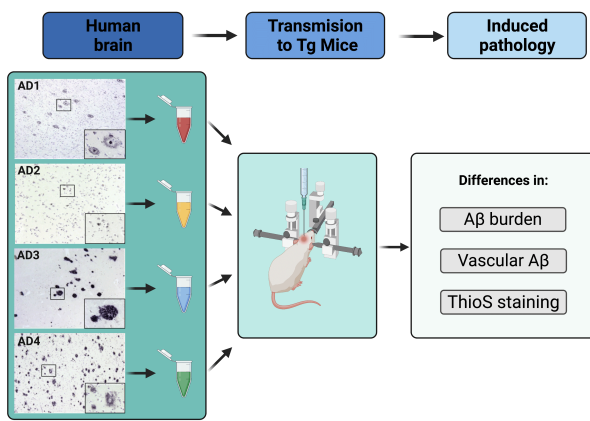 Human
brain
Transmision
to Tg Mice
Induced
pathology
AD1
AD2
AD3
AD4
Differences in:
Aβ burden
Vascular Aβ
ThioS staining